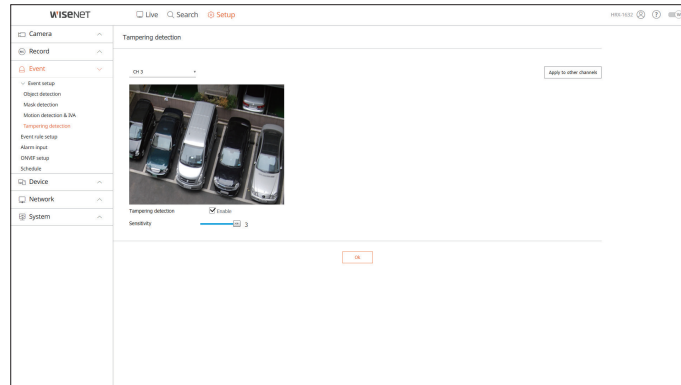 WISENET
Live Search Setup
HRX-1632
Camera
Tampering detection
Record
Event
Event setup
CH 3
Apply to other channels
Object detection
Mask detection
Motion detection & IVA
Tampering detection
Event rule setup
Alarm input
ONVIF setup
Schedule
Device
Network
System
Tampering detection Enable
Sensitivity 3
Ok